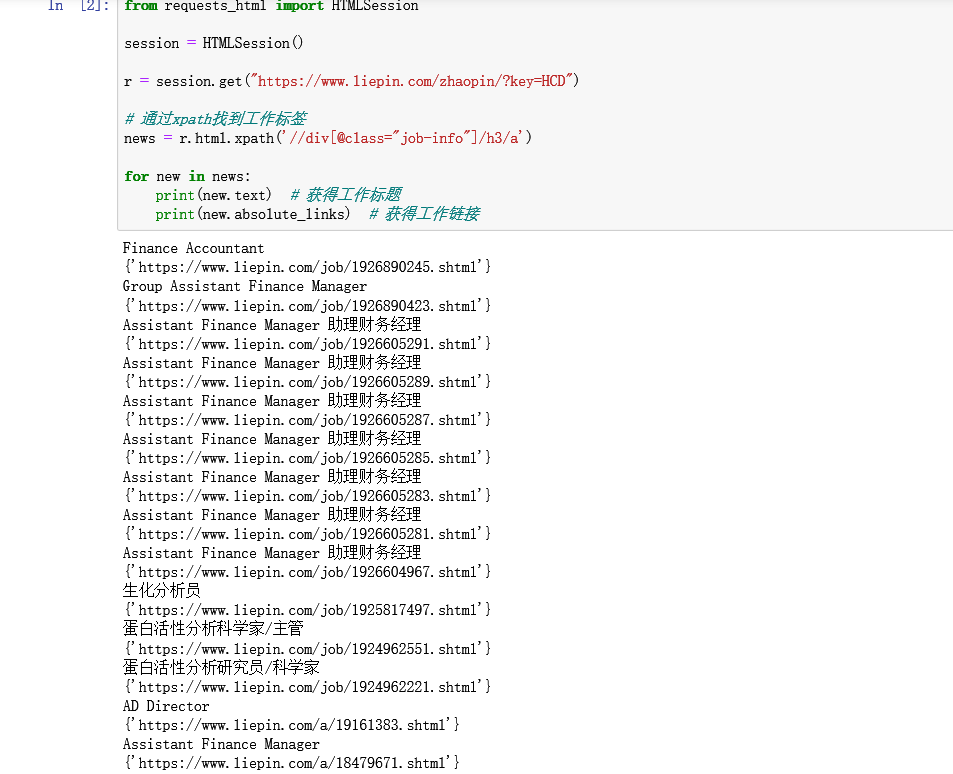 In [2]: from requests_html import HTMLSession
session = HTMLSession()
r = session.get("https://www.liepin.com/zhaopin/?key=HCD")
# 通过xpath找到工作标签
news = r.html.xpath('//div[@class="job-info"]/h3/a')
for new in news:
print(new.text) # 获得工作标题
print(new.absolute_links) # 获得工作链接
Finance Accountant
{'https://www.liepin.com/job/1926890245.shtml'}
Group Assistant Finance Manager
{'https://www.liepin.com/job/1926890423.shtml'}
Assistant Finance Manager 助理财务经理
{'https://www.liepin.com/job/1926605291.shtml'}
Assistant Finance Manager 助理财务经理
{'https://www.liepin.com/job/1926605289.shtml'}
Assistant Finance Manager 助理财务经理
{'https://www.liepin.com/job/1926605287.shtml'}
Assistant Finance Manager 助理财务经理
{'https://www.liepin.com/job/1926605285.shtml'}
Assistant Finance Manager 助理财务经理
{'https://www.liepin.com/job/1926605283.shtml'}
Assistant Finance Manager 助理财务经理
{'https://www.liepin.com/job/1926605281.shtml'}
Assistant Finance Manager 助理财务经理
{'https://www.liepin.com/job/1926604967.shtml'}
生化分析员
{'https://www.liepin.com/job/1925817497.shtml'}
蛋白活性分析科学家/主管
{'https://www.liepin.com/job/1924962551.shtml'}
蛋白活性分析研究员/科学家
{'https://www.liepin.com/job/1924962221.shtml'}
AD Director
{'https://www.liepin.com/a/19161383.shtml'}
Assistant Finance Manager
{'https://www.liepin.com/a/18479671.shtml'}